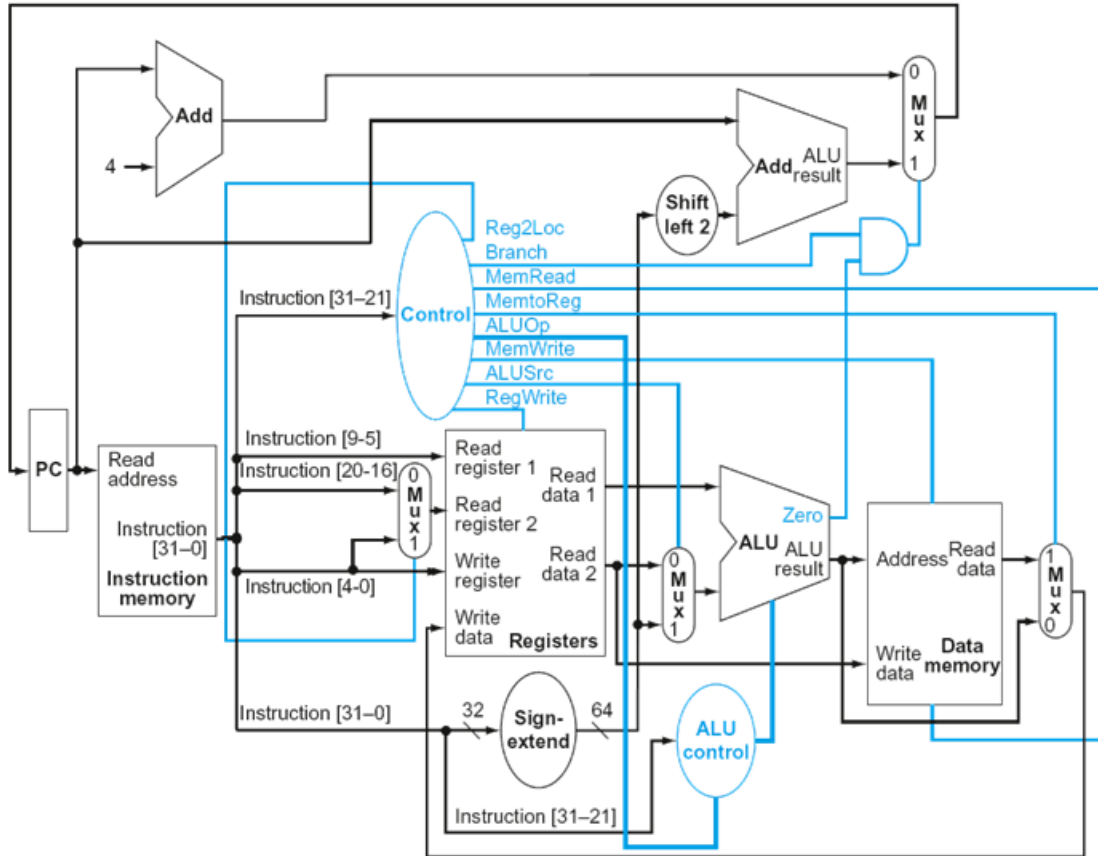 Add
4
Add
ALU
result
0
Mux
1
Shift
left 2
Reg2Loc
Branch
MemRead
MemtoReg
ALUOp
MemWrite
ALUSrc
RegWrite
Control
Instruction [31–21]
PC
Read
address
Instruction
[31–0]
Instruction
memory
Instruction [9-5]
Instruction [20-16]
Instruction [4-0]
0
Mux
1
Read
register 1
Read
register 2
Write
register
Write
data
Read
data 1
Read
data 2
Registers
0
Mux
1
Zero
ALU
ALU
result
Address
Read
data
Write
data
Data
memory
1
Mux
0
Instruction [31–0]
32
Sign-
extend
64
ALU
control
Instruction [31–21]